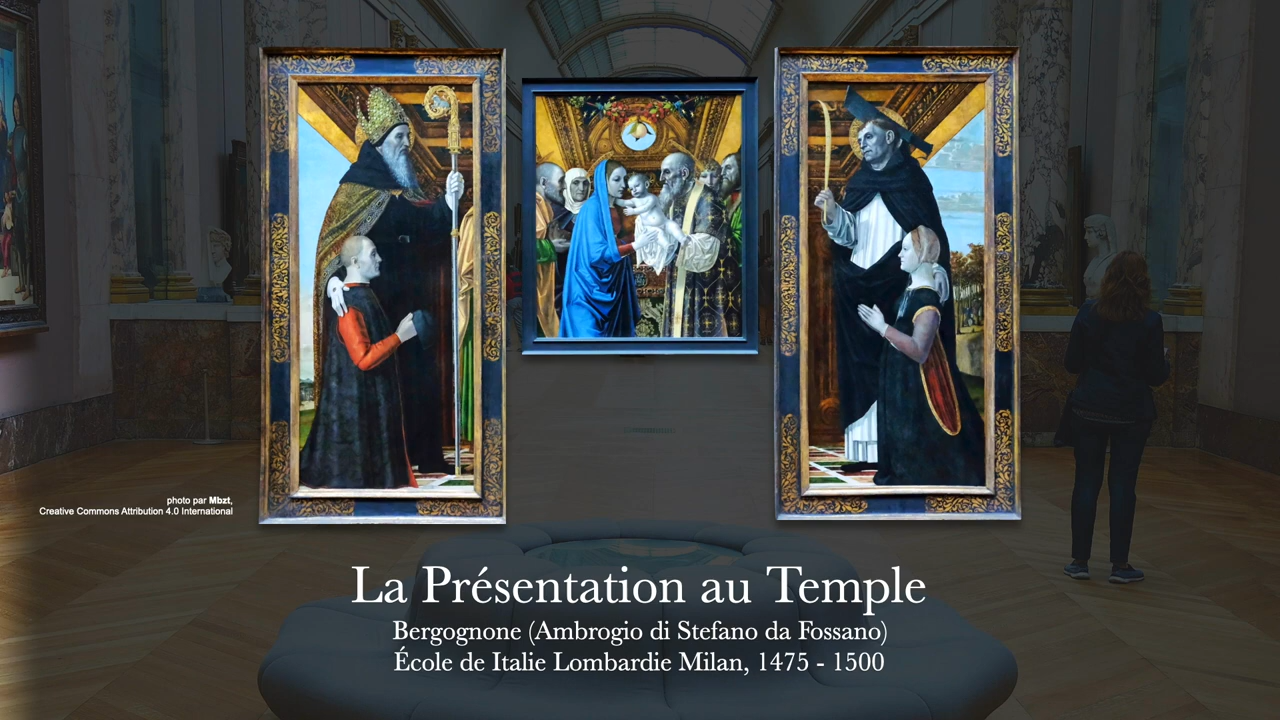 photo par Mbzt,
Creative Commons Attribution 4.0 International
La Présentation au Temple
Bergognone (Ambrogio di Stefano da Fossano)
École de Italie Lombardie Milan, 1475 - 1500